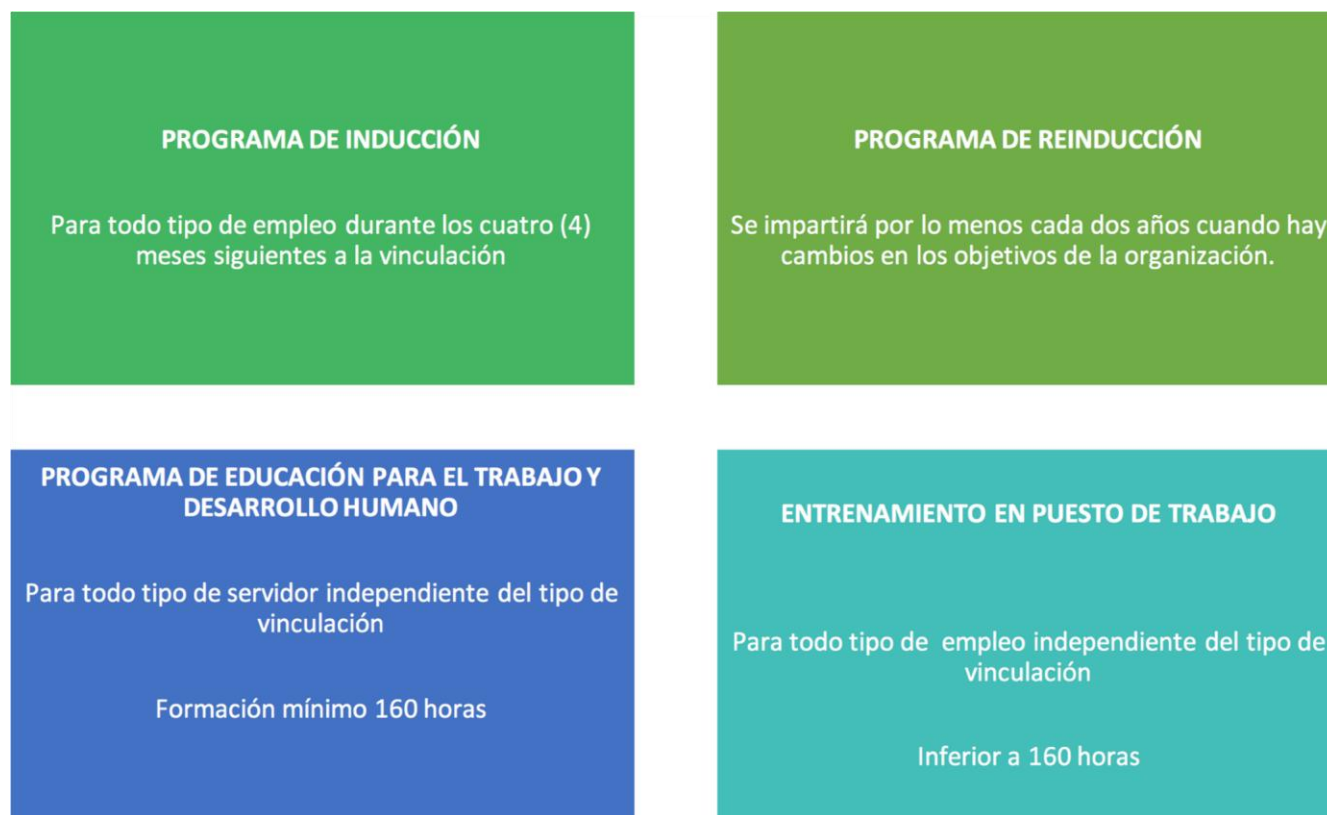 PROGRAMA DE INDUCCIÓN
Para todo tipo de empleo durante los cuatro (4)
meses siguientes a la vinculación
PROGRAMA DE REINDUCCIÓN
Se impartirá por lo menos cada dos años cuando hay
cambios en los objetivos de la organización.
PROGRAMA DE EDUCACIÓN PARA EL TRABAJO Y
DESARROLLO HUMANO
Para todo tipo de servidor independiente del tipo de
vinculación
Formación mínimo 160 horas
ENTRENAMIENTO EN PUESTO DE TRABAJO
Para todo tipo de empleo independiente del tipo de
vinculación
Inferior a 160 horas